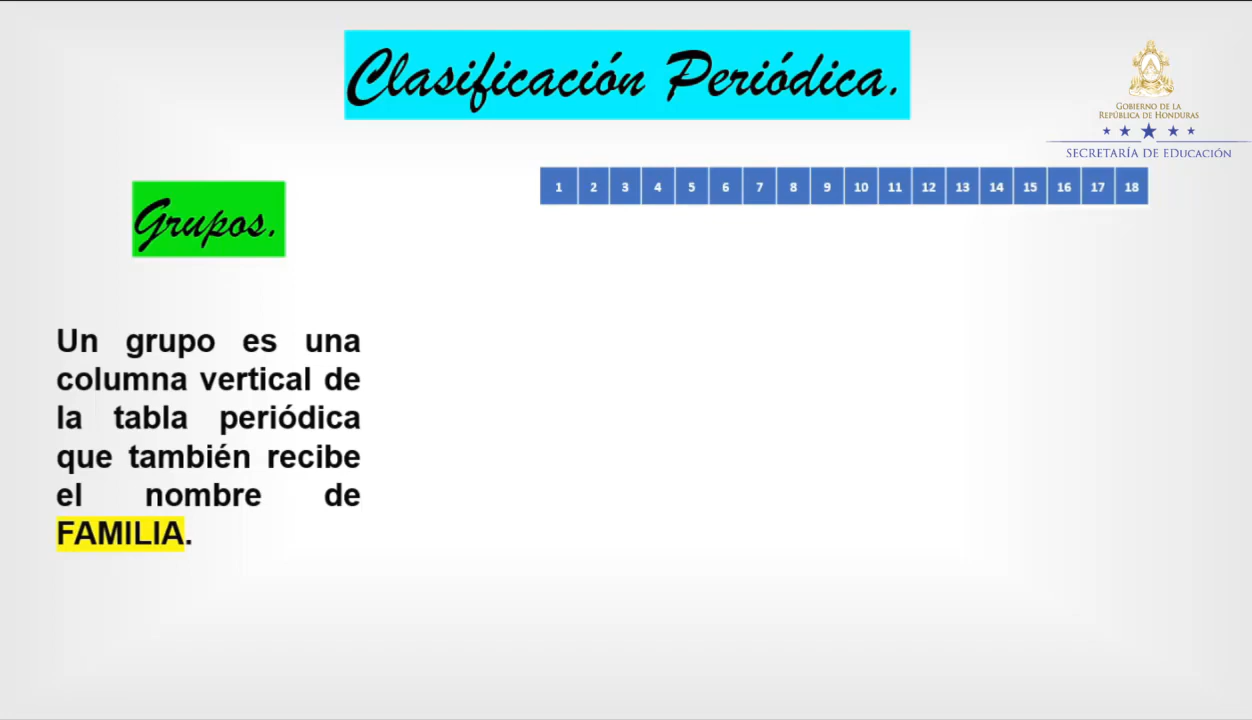 Clasificación Periódica.
GOBIERNO DE LA
REPÚBLICA DE HONDURAS
SECRETARÍA DE EDUCACIÓN
1 2 3 4 5 6 7 8 9 10 11 12 13 14 15 16 17 18
Grupos.
Un grupo es una
columna vertical de
la tabla periódica
que también recibe
el nombre de
FAMILIA.